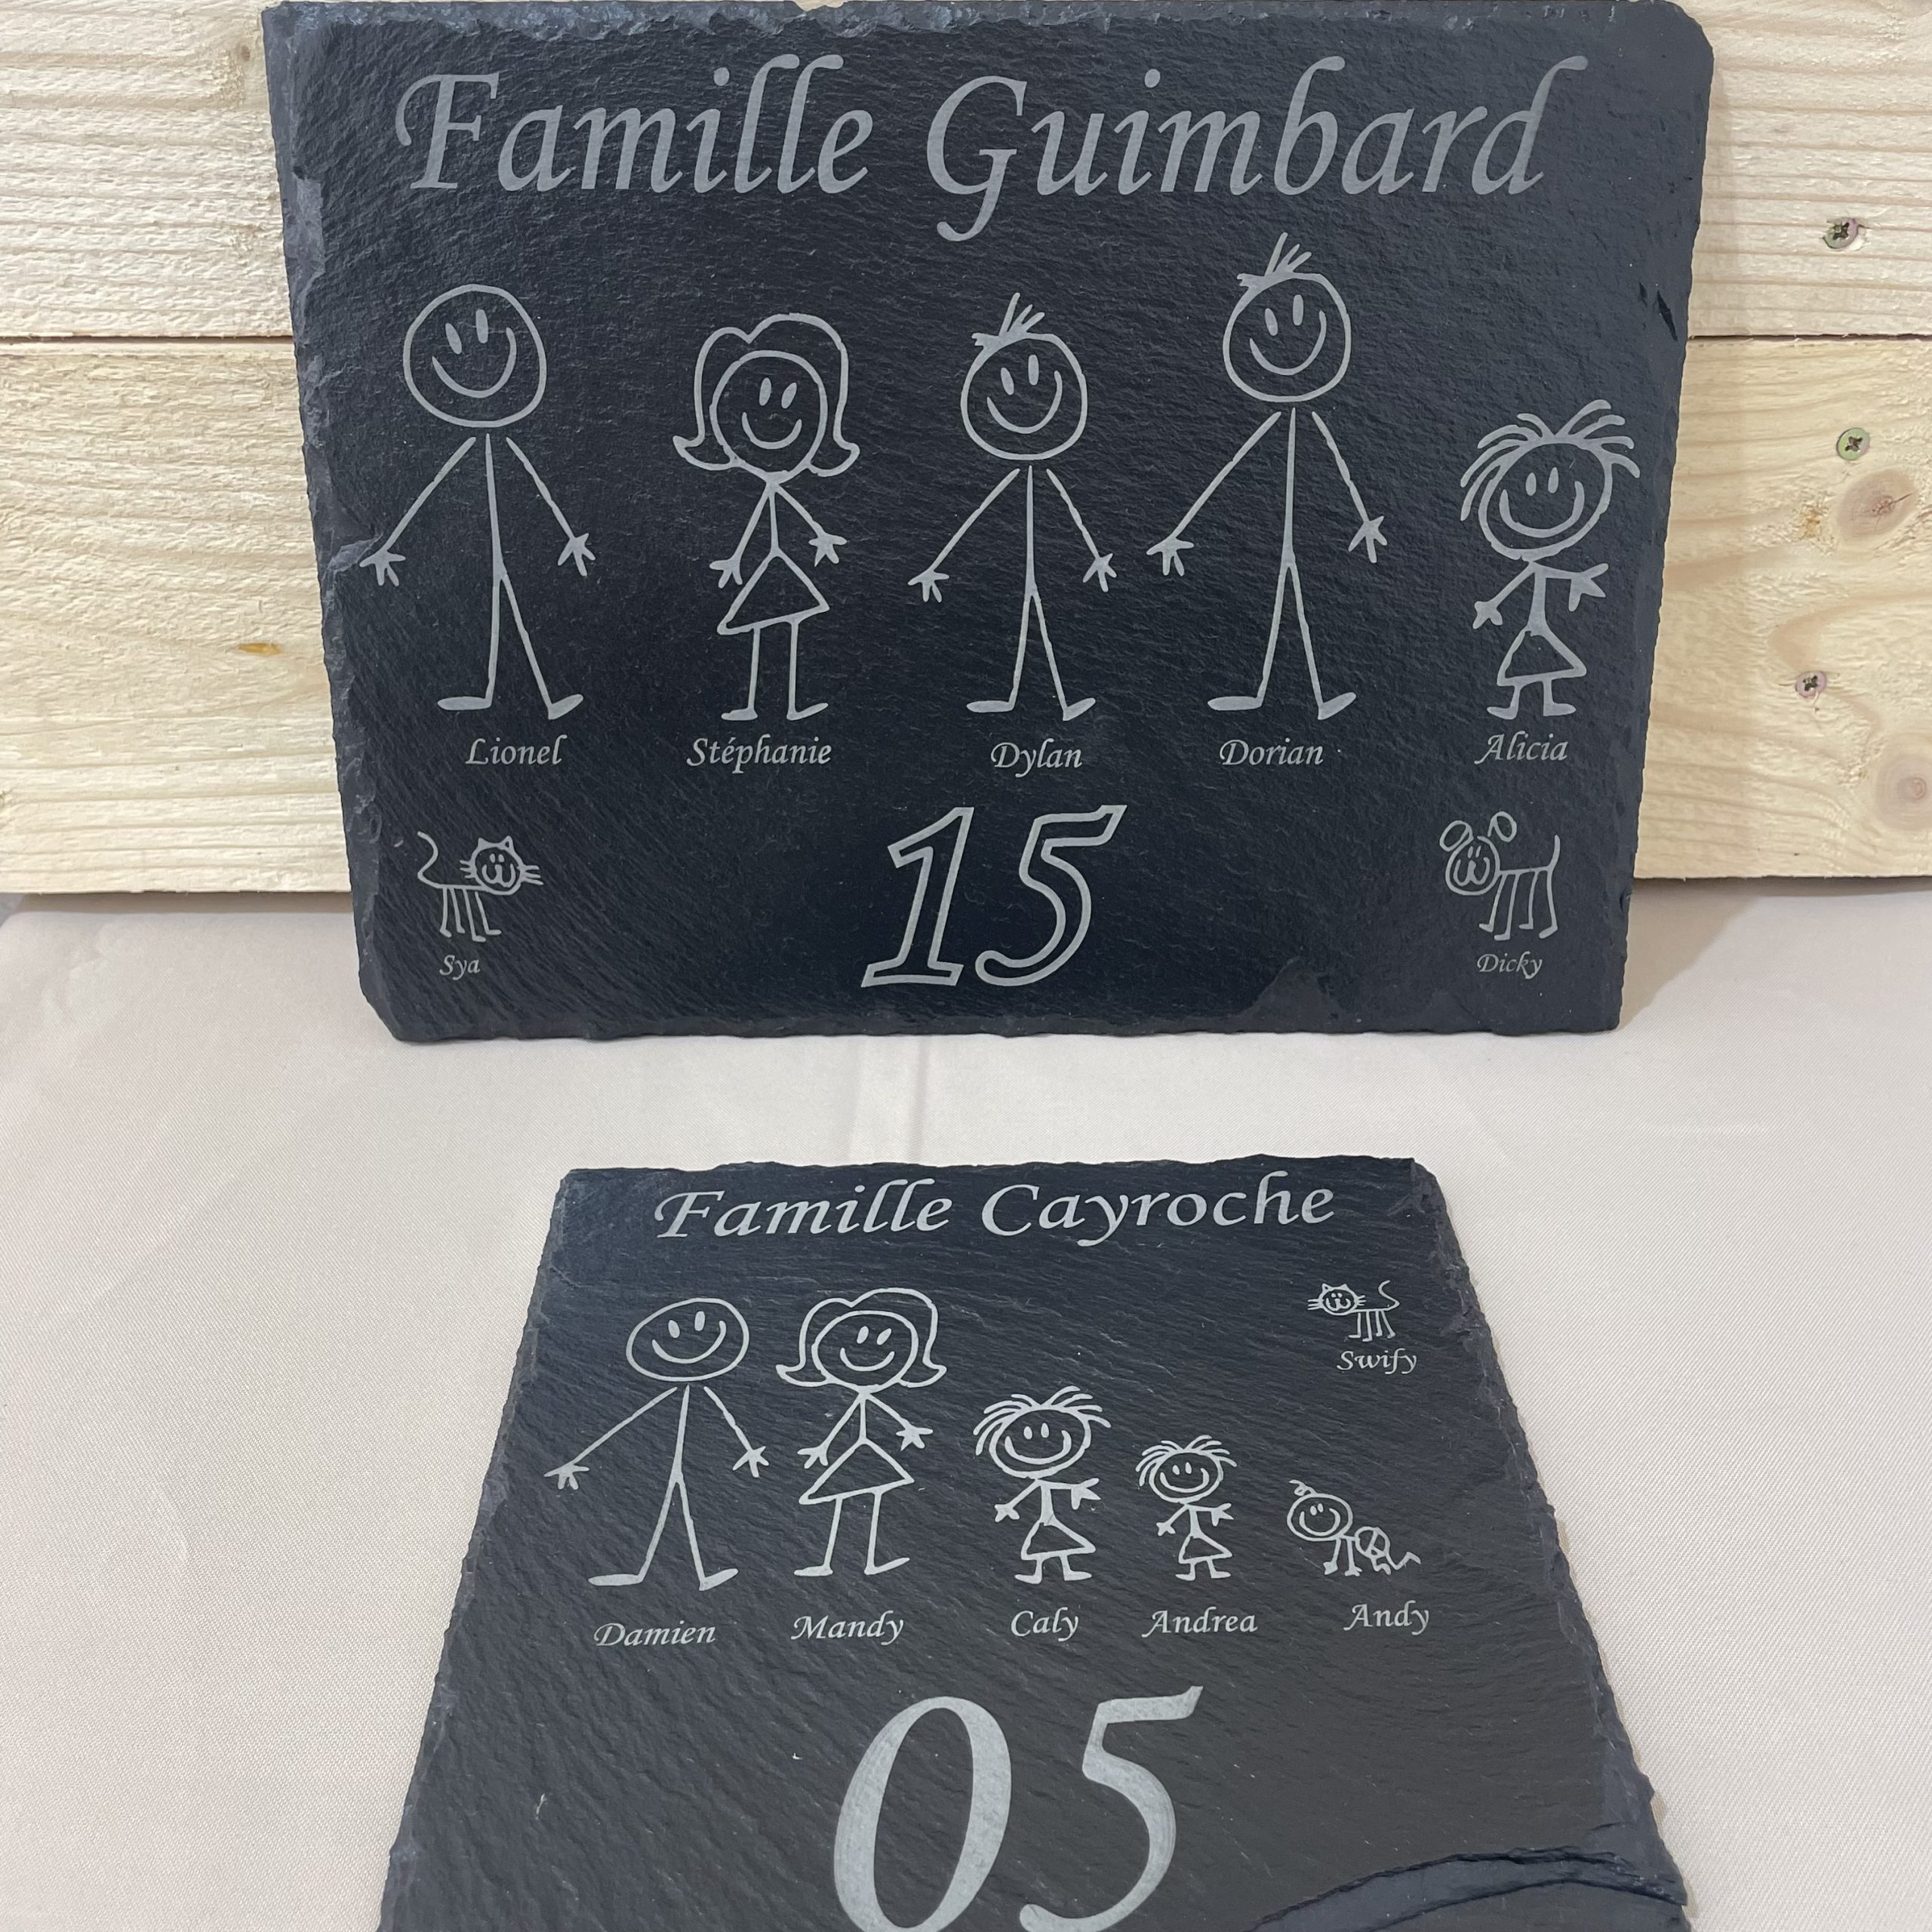 Famille Guimbard
Lionel Stéphanie Dylan Dorian Alicia
15
Sya Dicky
Famille Cayroche
Swify
Damien Mandy Caly Andrea Andy
05